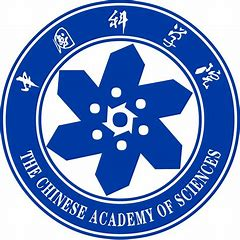 中国科学院
THE CHINESE ACADEMY OF SCIENCES